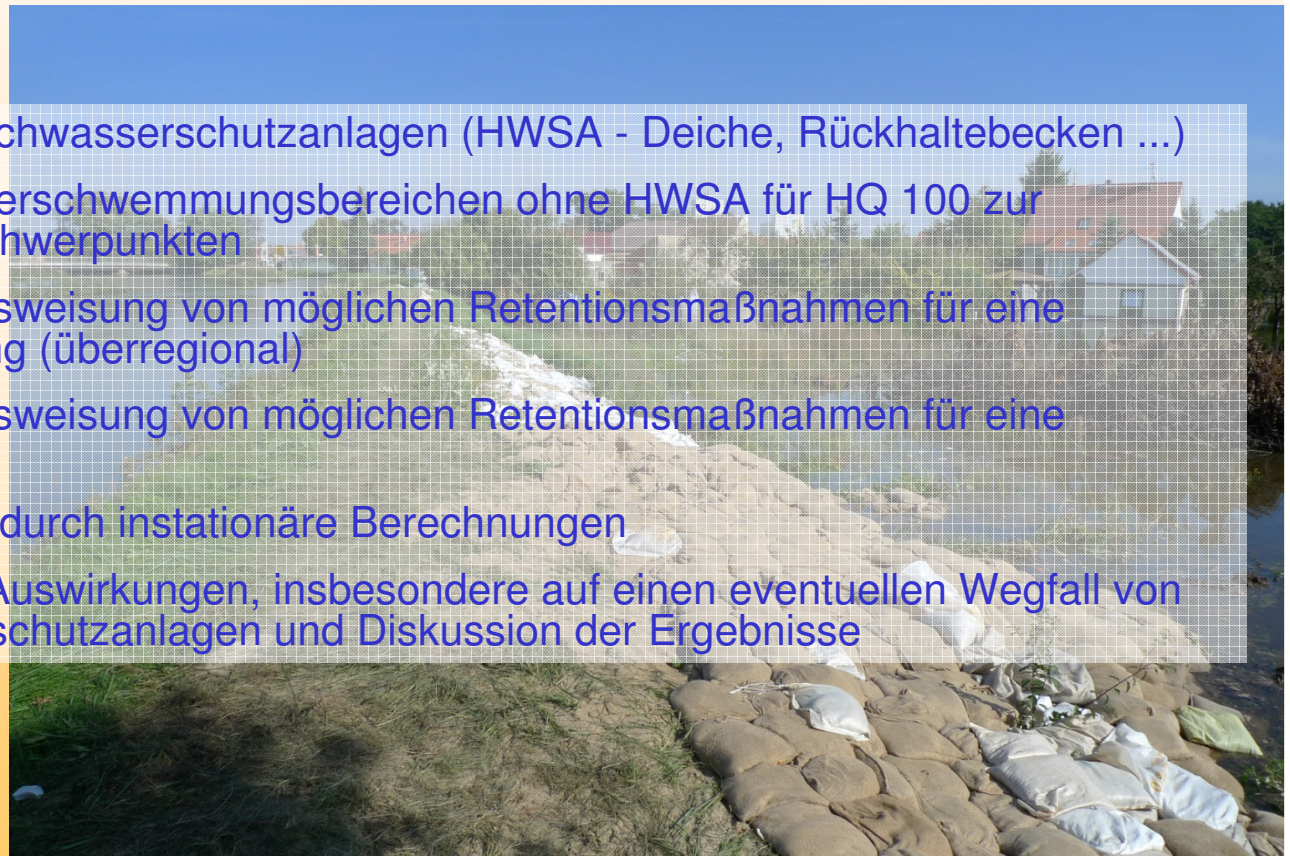 chwasserschutzanlagen (HWSA - Deiche, Rückhaltebecken ...)
erschwemmungsbereichen ohne HWSA für HQ 100 zur
hwerpunkten
sweisung von möglichen Retentionsmaßnahmen für eine
ng (überregional)
sweisung von möglichen Retentionsmaßnahmen für eine
durch instationäre Berechnungen
Auswirkungen, insbesondere auf einen eventuellen Wegfall von
schutzanlagen und Diskussion der Ergebnisse